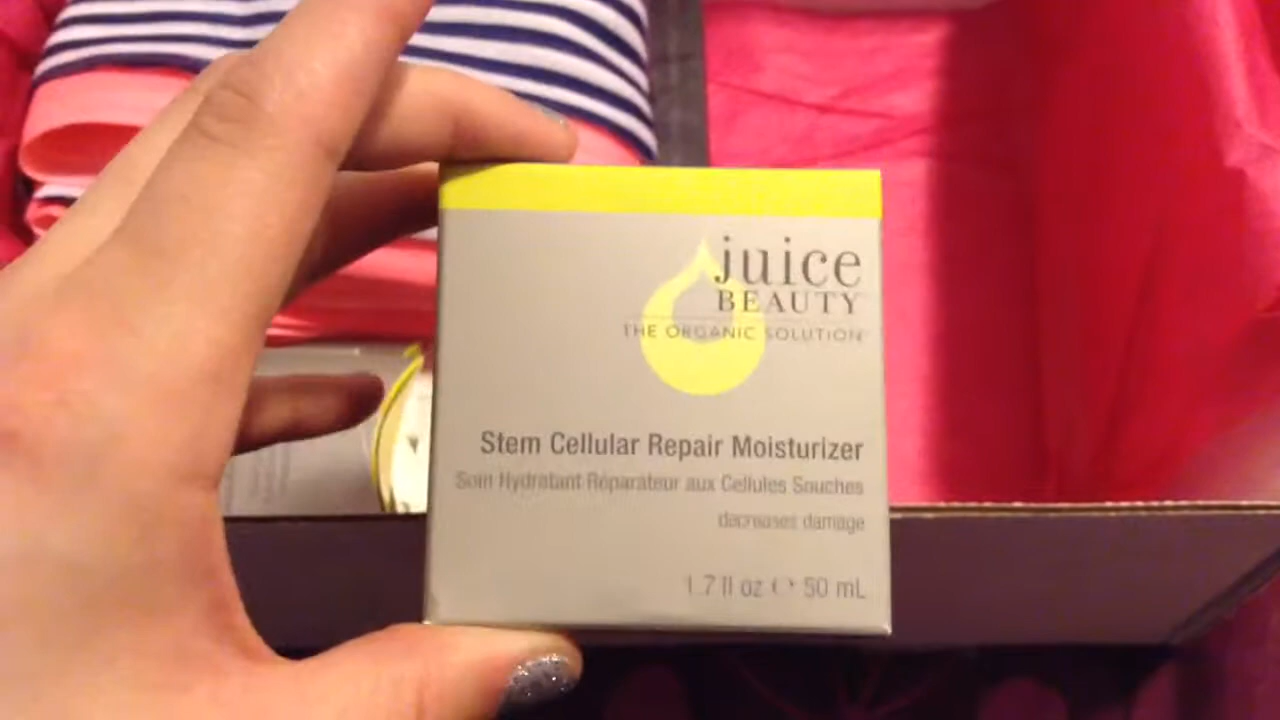 juice
BEAUTY
THE ORGANIC SOLUTION
Stem Cellular Repair Moisturizer
Soin Hydratant Réparateur aux Cellules Souches
decreases damage
1.7 fl oz ℮ 50 mL